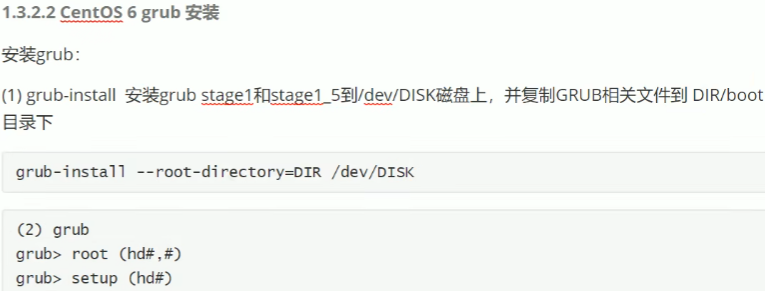 1.3.2.2 CentOS 6 grub 安装
安装grub：
(1) grub-install 安装grub stage1和stage1_5到/dev/DISK磁盘上，并复制GRUB相关文件到 DIR/boot
目录下
grub-install --root-directory=DIR /dev/DISK
(2) grub
grub> root (hd#,#)
grub> setup (hd#)